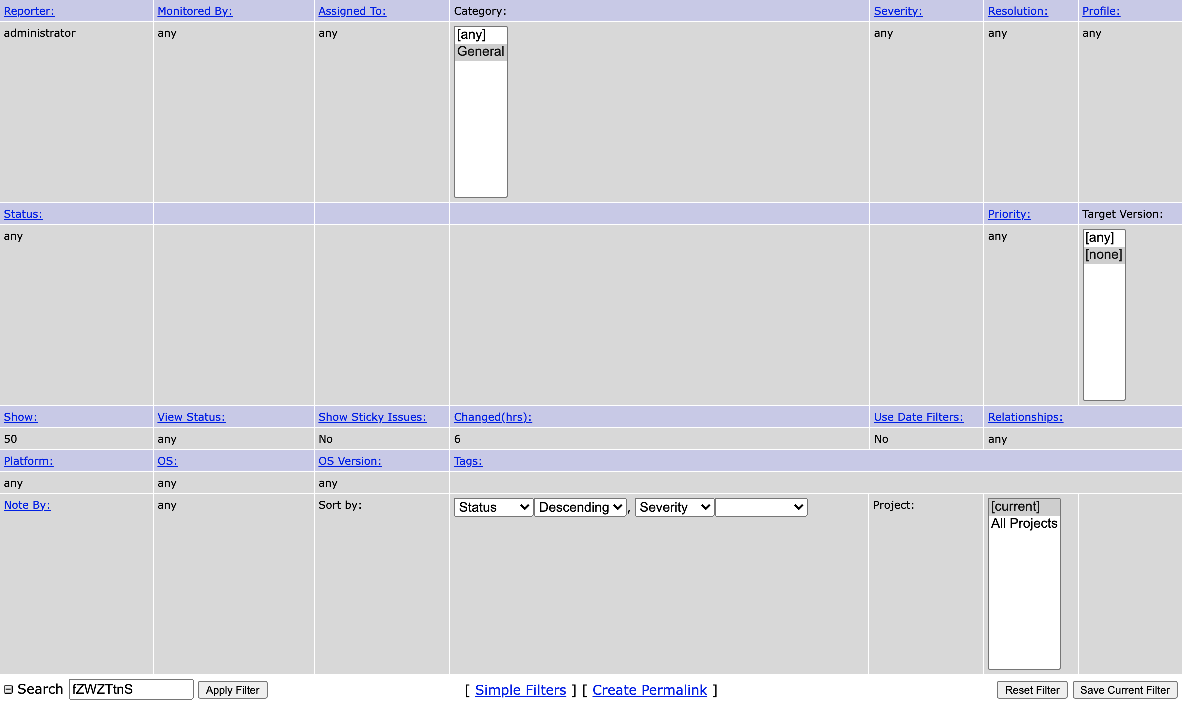 Reporter: Monitored By: Assigned To: Category: Severity: Resolution: Profile:
administrator any any [any] any any any
General
Status: Priority: Target Version:
any any [any]
[none]
Show: View Status: Show Sticky Issues: Changed(hrs): Use Date Filters: Relationships:
50 any No 6 No any
Platform: OS: OS Version: Tags:
any any any
Note By: any Sort by: Status Descending , Severity Project: [current]
All Projects
Search fZWZTtnS Apply Filter [ Simple Filters ] [ Create Permalink ] Reset Filter Save Current Filter